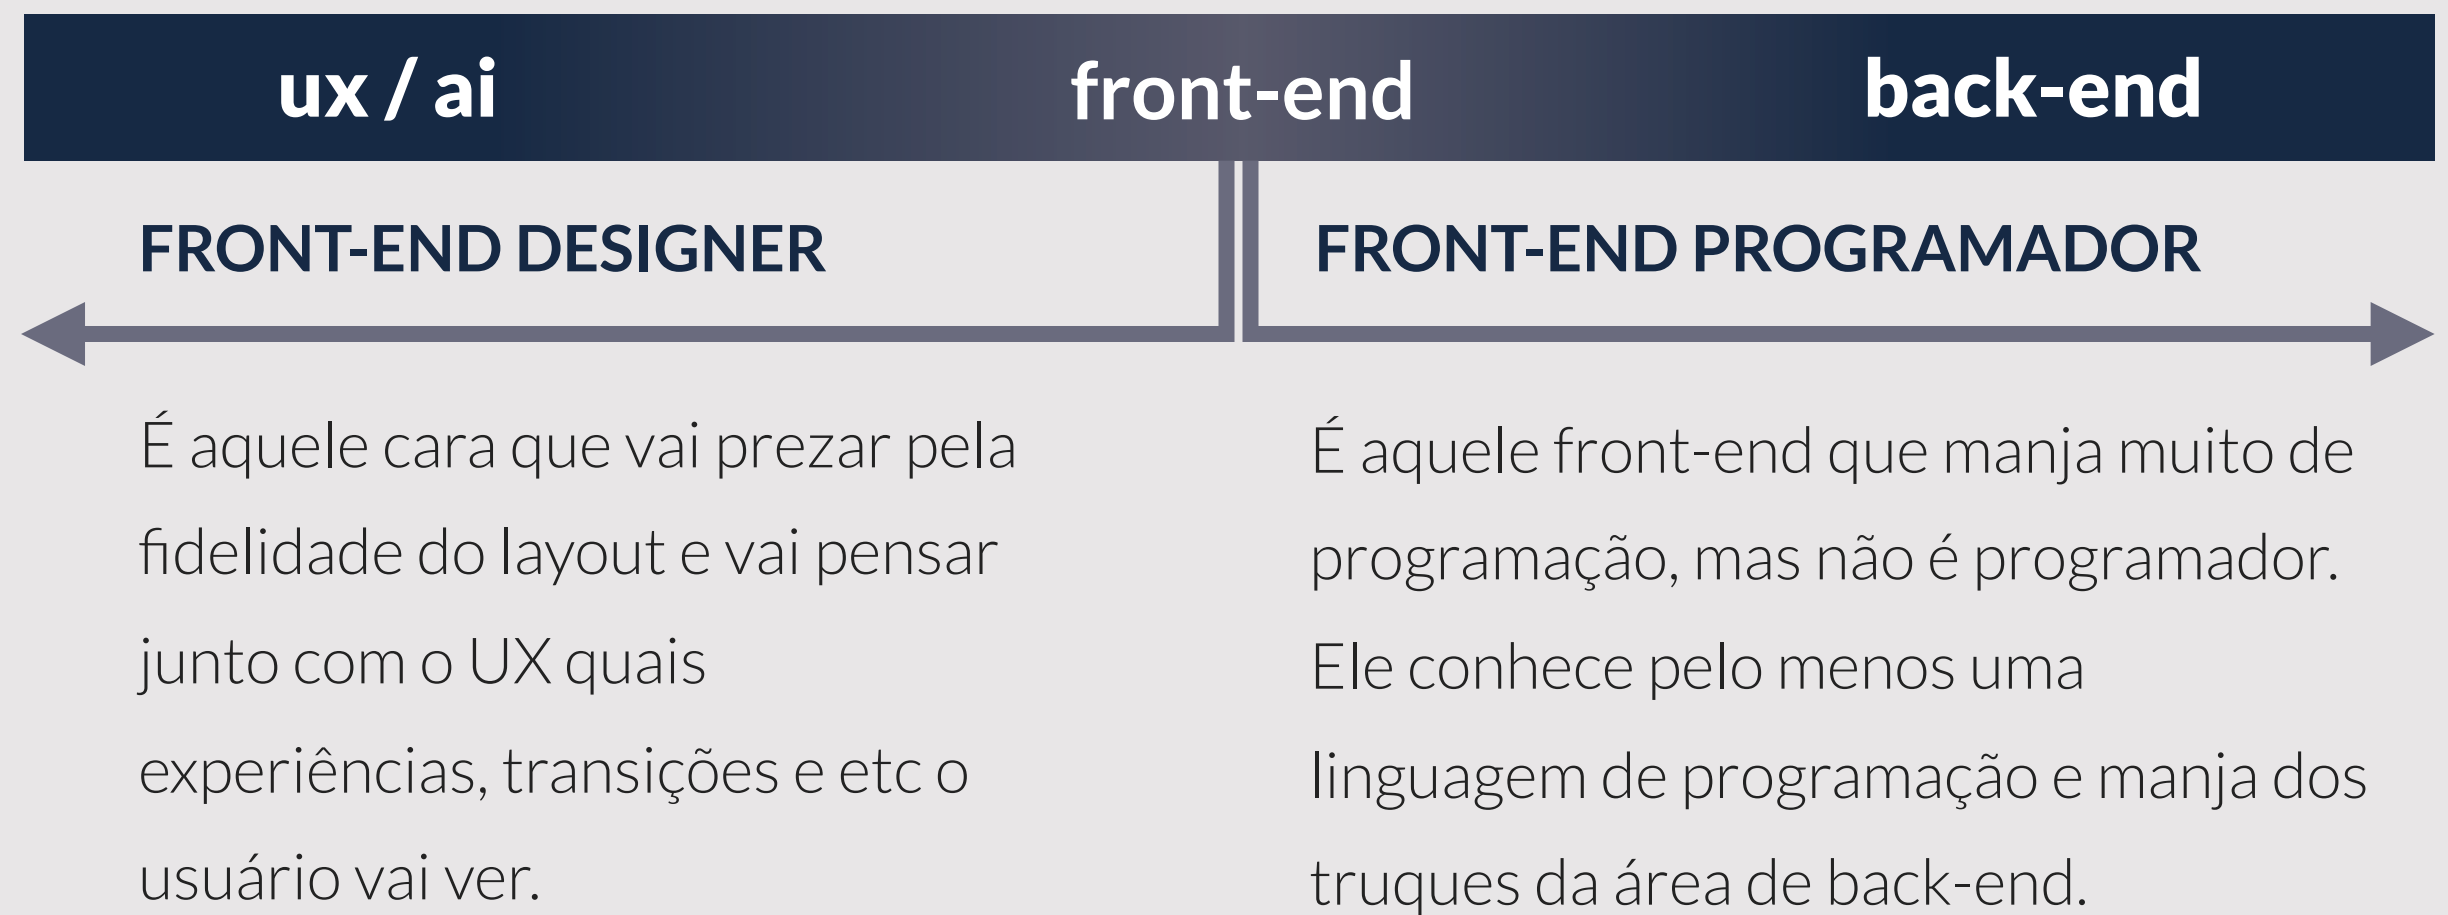 ux / ai
front-end
back-end
FRONT-END DESIGNER
É aquele cara que vai prezar pela
fidelidade do layout e vai pensar
junto com o UX quais
experiências, transições e etc o
usuário vai ver.
FRONT-END PROGRAMADOR
É aquele front-end que manja muito de
programação, mas não é programador.
Ele conhece pelo menos uma
linguagem de programação e manja dos
truques da área de back-end.